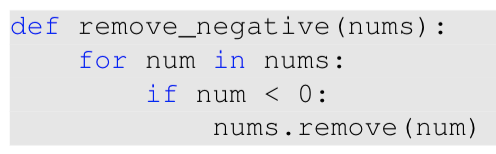 def remove_negative(nums):
    for num in nums:
        if num < 0:
            nums.remove(num)